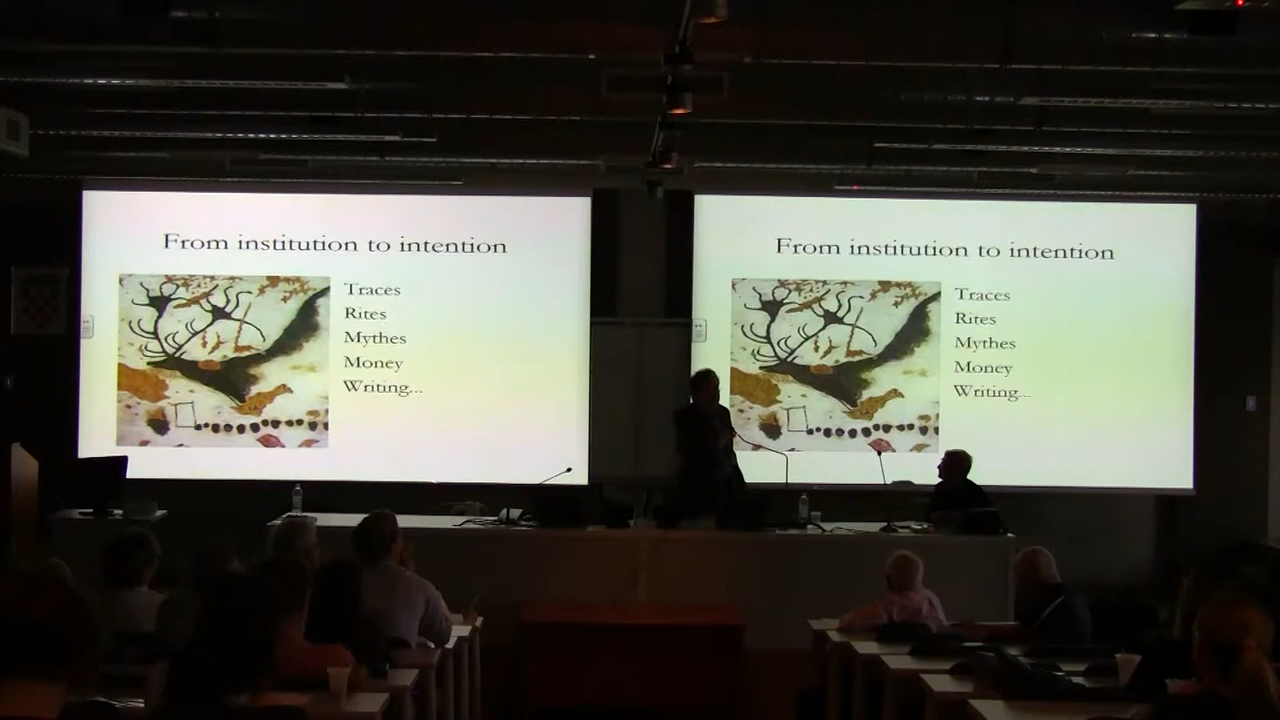 From institution to intention
Traces
Rites
Mythes
Money
Writing...
From institution to intention
Traces
Rites
Mythes
Money
Writing...